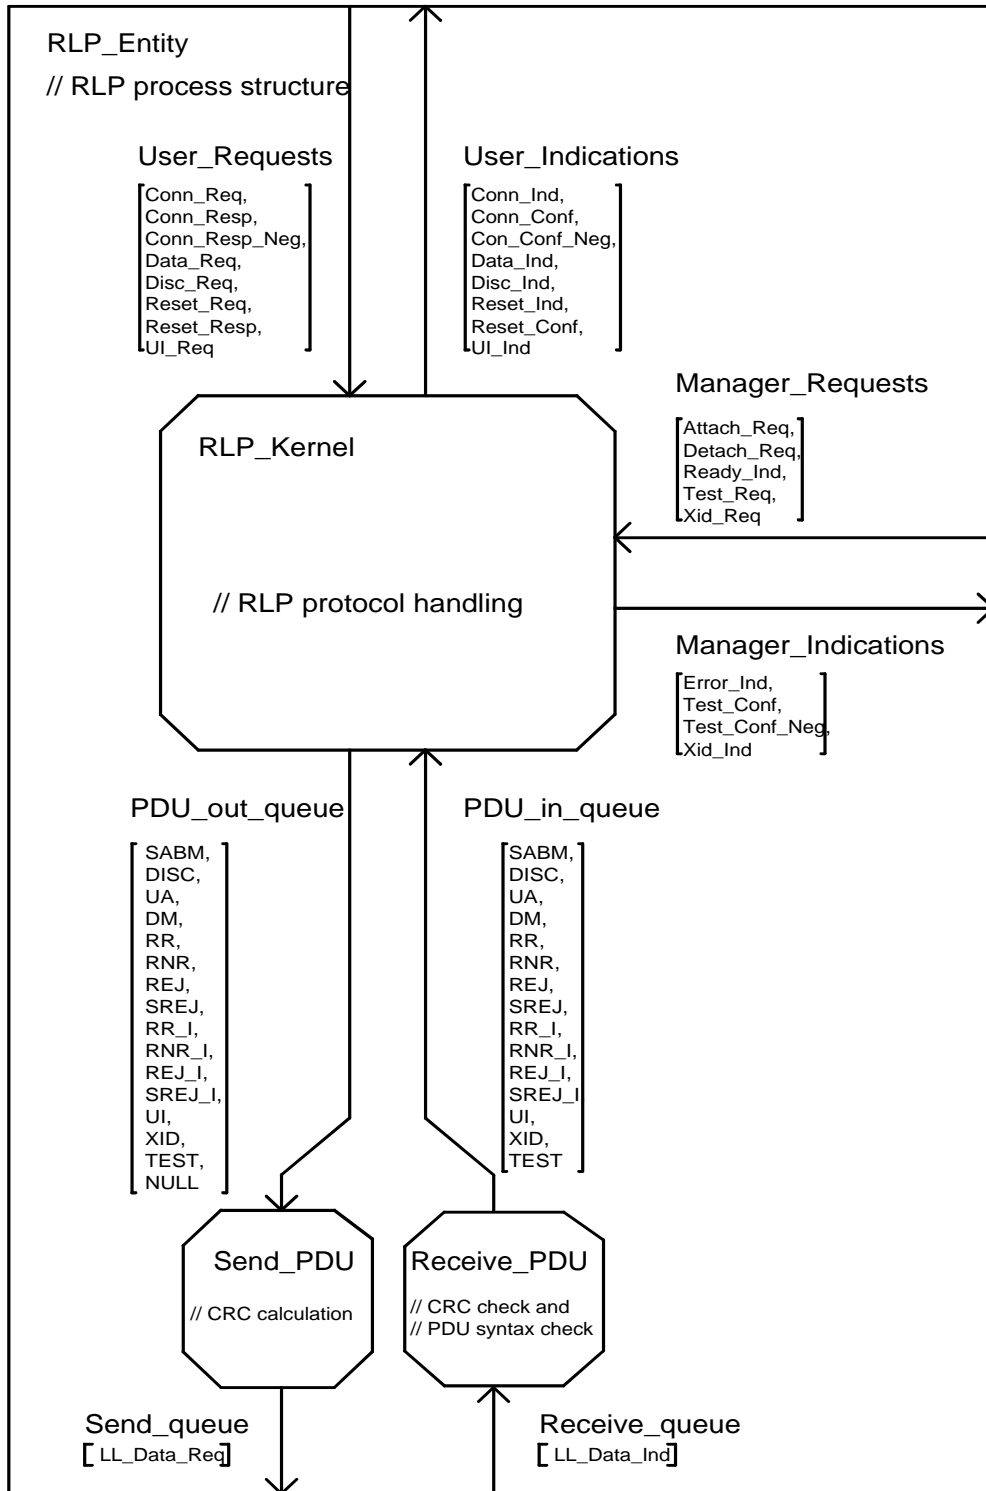 RLP_Entity
// RLP process structure
User_Requests
Conn_Req,
Conn_Resp,
Conn_Resp_Neg,
Data_Req,
Disc_Req,
Reset_Req,
Reset_Resp,
UI_Req
User_Indications
Conn_Ind,
Conn_Conf,
Con_Conf_Neg,
Data_Ind,
Disc_Ind,
Reset_Ind,
Reset_Conf,
UI_Ind
Manager_Requests
Attach_Req,
Detach_Req,
Ready_Ind,
Test_Req,
Xid_Req
RLP_Kernel
// RLP protocol handling
Manager_Indications
Error_Ind,
Test_Conf,
Test_Conf_Neg,
Xid_Ind
PDU_out_queue
SABM,
DISC,
UA,
DM,
RR,
RNR,
REJ,
SREJ,
RR_I,
RNR_I,
REJ_I,
SREJ_I,
UI,
XID,
TEST,
NULL
PDU_in_queue
SABM,
DISC,
UA,
DM,
RR,
RNR,
REJ,
SREJ,
RR_I,
RNR_I,
REJ_I,
SREJ_I,
UI,
XID,
TEST
Send_PDU
// CRC calculation
Receive_PDU
// CRC check and
// PDU syntax check
Send_queue
[ LL_Data_Req]
Receive_queue
[ LL_Data_Ind]